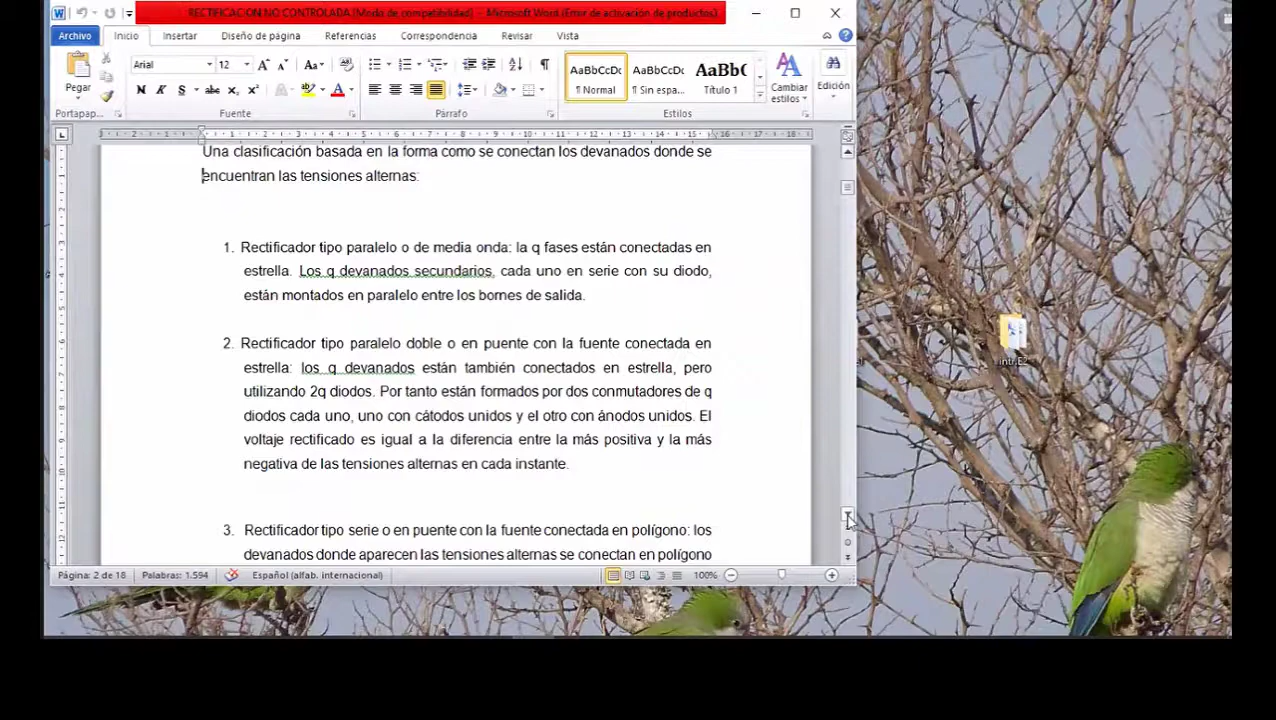 RECTIFICACION NO CONTROLADA [Modo de compatibilidad] - Microsoft Word (Error de activación de productos)
Archivo Inicio Insertar Diseño de página Referencias Correspondencia Revisar Vista
Pegar
Arial 12
AaBbCcDc AaBbCcDc AaBbC
¶ Normal ¶ Sin espa... Título 1
Cambiar estilos
Edición
Portapap... Fuente Párrafo Estilos
Una clasificación basada en la forma como se conectan los devanados donde se
encuentran las tensiones alternas:
1. Rectificador tipo paralelo o de media onda: la q fases están conectadas en
estrella. Los q devanados secundarios, cada uno en serie con su diodo,
están montados en paralelo entre los bornes de salida.
2. Rectificador tipo paralelo doble o en puente con la fuente conectada en
estrella: los q devanados están también conectados en estrella, pero
utilizando 2q diodos. Por tanto están formados por dos conmutadores de q
diodos cada uno, uno con cátodos unidos y el otro con ánodos unidos. El
voltaje rectificado es igual a la diferencia entre la más positiva y la más
negativa de las tensiones alternas en cada instante.
3. Rectificador tipo serie o en puente con la fuente conectada en polígono: los
devanados donde aparecen las tensiones alternas se conectan en polígono
Página: 2 de 18 Palabras: 1.594 Español (alfab. internacional) 100%